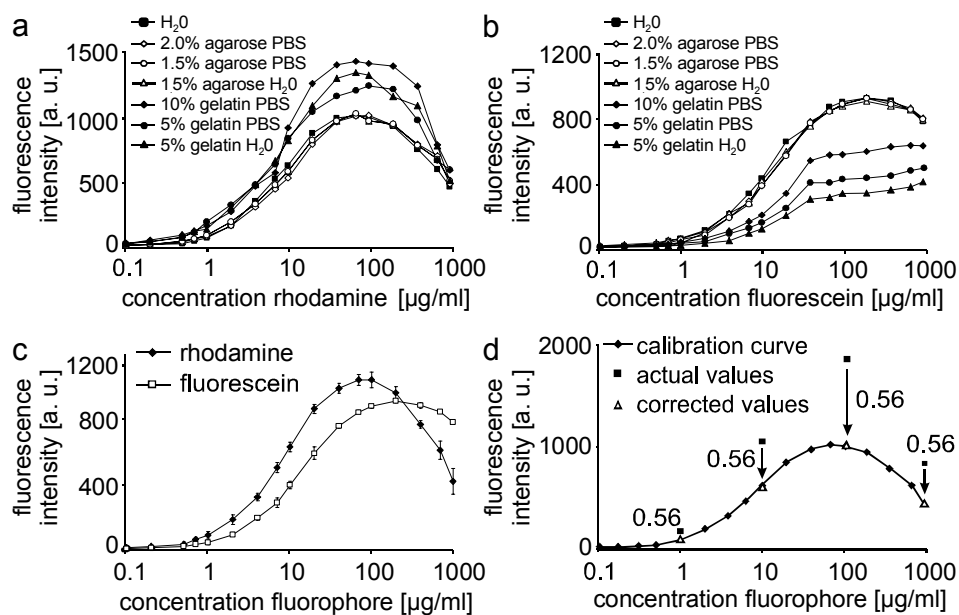 a
H₂0
2.0% agarose PBS
1.5% agarose PBS
15% agarose H₂0
10% gelatin PBS
5% gelatin PBS
5% gelatin H₂0
fluorescence
intensity [a. u.]
1500
1000
500
0
0.1 1 10 100 1000
concentration rhodamine [µg/ml]
b
H₂0
2.0% agarose PBS
1.5% agarose PBS
15% agarose H₂0
10% gelatin PBS
5% gelatin PBS
5% gelatin H₂0
fluorescence
intensity [a. u.]
1200
800
400
0
0.1 1 10 100 1000
concentration fluorescein [µg/ml]
c
rhodamine
fluorescein
fluorescence
intensity [a. u.]
1200
800
400
0
0.1 1 10 100 1000
concentration fluorophore [µg/ml]
d
calibration curve
actual values
corrected values
0.56
0.56
0.56
0.56
fluorescence
intensity [a. u.]
2000
1000
0
0.1 1 10 100 1000
concentration fluorophore [µg/ml]